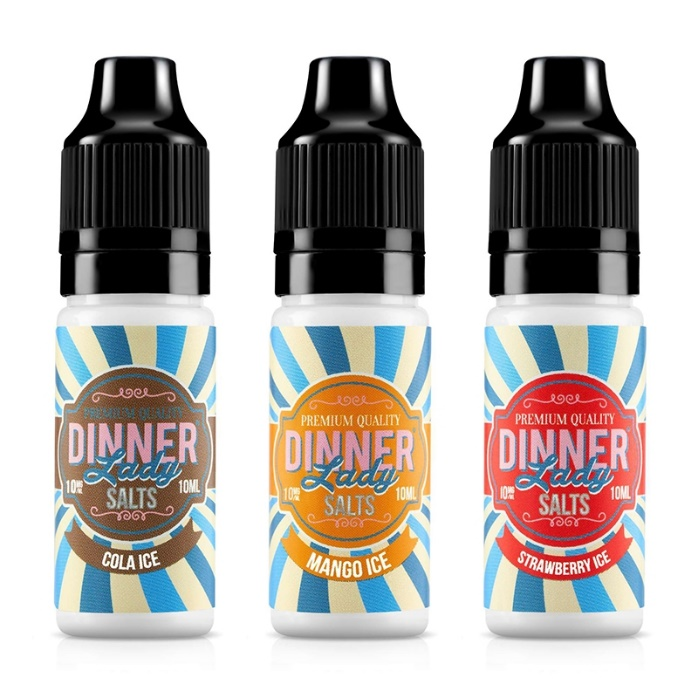 PREMIUM QUALITY
DINNER
Lady
10MG 10ML
SALTS
COLA ICE
PREMIUM QUALITY
DINNER
Lady
10MG 10ML
SALTS
MANGO ICE
PREMIUM QUALITY
DINNER
Lady
10MG 10ML
SALTS
STRAWBERRY ICE